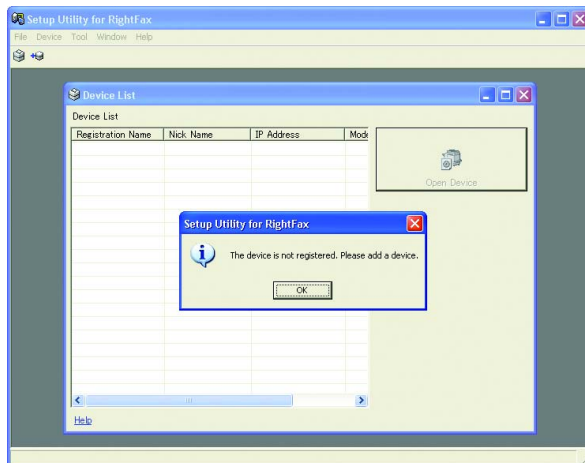 Setup Utility for RightFax
File Device Tool Window Help
Device List
Device List
Registration Name Nick Name IP Address Mode
Open Device
Setup Utility for RightFax
The device is not registered. Please add a device.
OK
Help